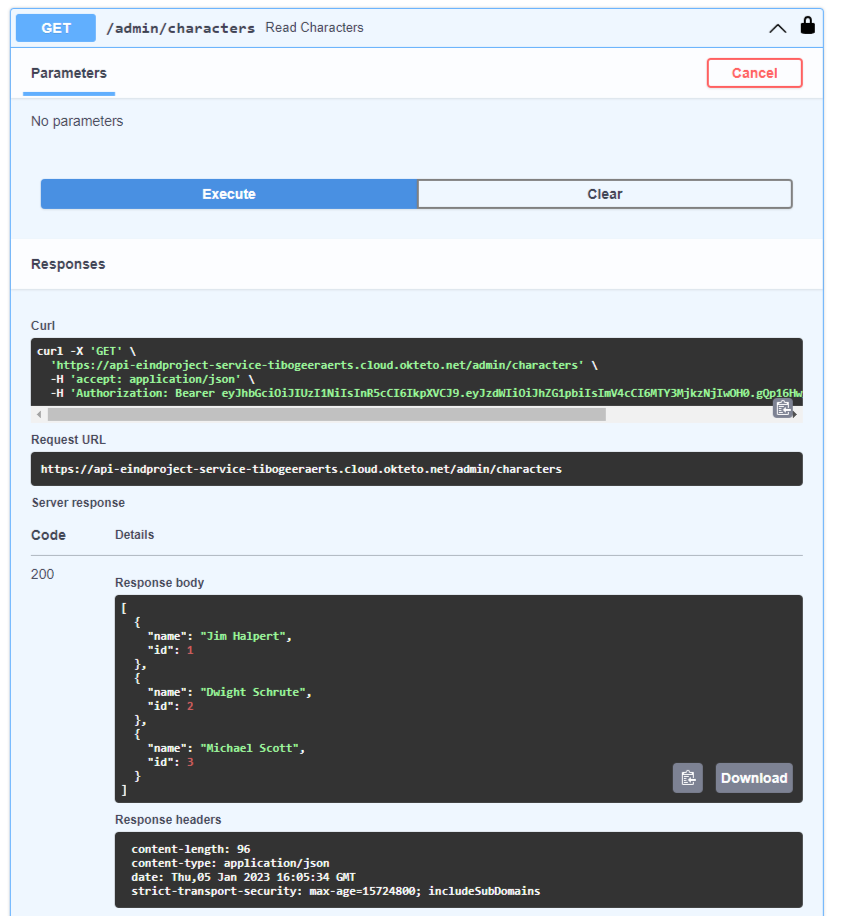 GET /admin/characters Read Characters
Parameters
Cancel
No parameters
Execute
Clear
Responses
Curl
curl -X 'GET' \
'https://api-eindproject-service-tibogeeraerts.cloud.okteto.net/admin/characters' \
-H 'accept: application/json' \
-H 'Authorization: Bearer eyJhbGciOiJIUzI1NiIsInR5cCI6IkpXVCJ9.eyJzdWIiOiJhZG1pbiIsImV4cCI6MTY3MjkzNjIwOH0.gQp16Hw
Request URL
https://api-eindproject-service-tibogeeraerts.cloud.okteto.net/admin/characters
Server response
Code Details
200
Response body
[
{
"name": "Jim Halpert",
"id": 1
},
{
"name": "Dwight Schrute",
"id": 2
},
{
"name": "Michael Scott",
"id": 3
}
]
Download
Response headers
content-length: 96
content-type: application/json
date: Thu,05 Jan 2023 16:05:34 GMT
strict-transport-security: max-age=15724800; includeSubDomains